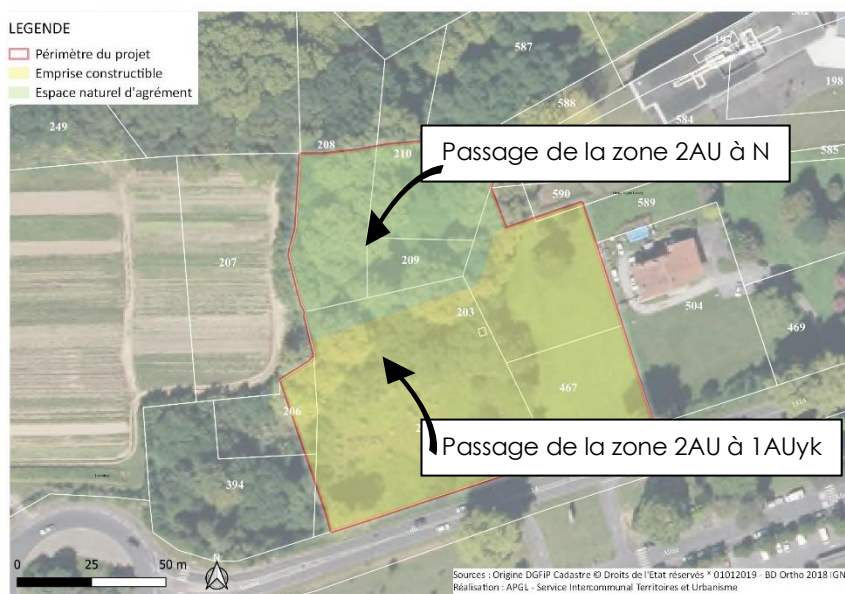 LEGENDE
Périmètre du projet
Emprise constructible
Espace naturel d'agrément
587
197
198
588
584
249
208
210
Passage de la zone 2AU à N
585
590
589
207
209
504
203
469
467
206
Passage de la zone 2AU à 1AUyk
394
N
0 25 50 m
Sources : Origine DGFiP Cadastre © Droits de l'Etat réservés * 01012019 - BD Ortho 2018 IGN
Réalisation : APGL - Service Intercommunal Territoires et Urbanisme